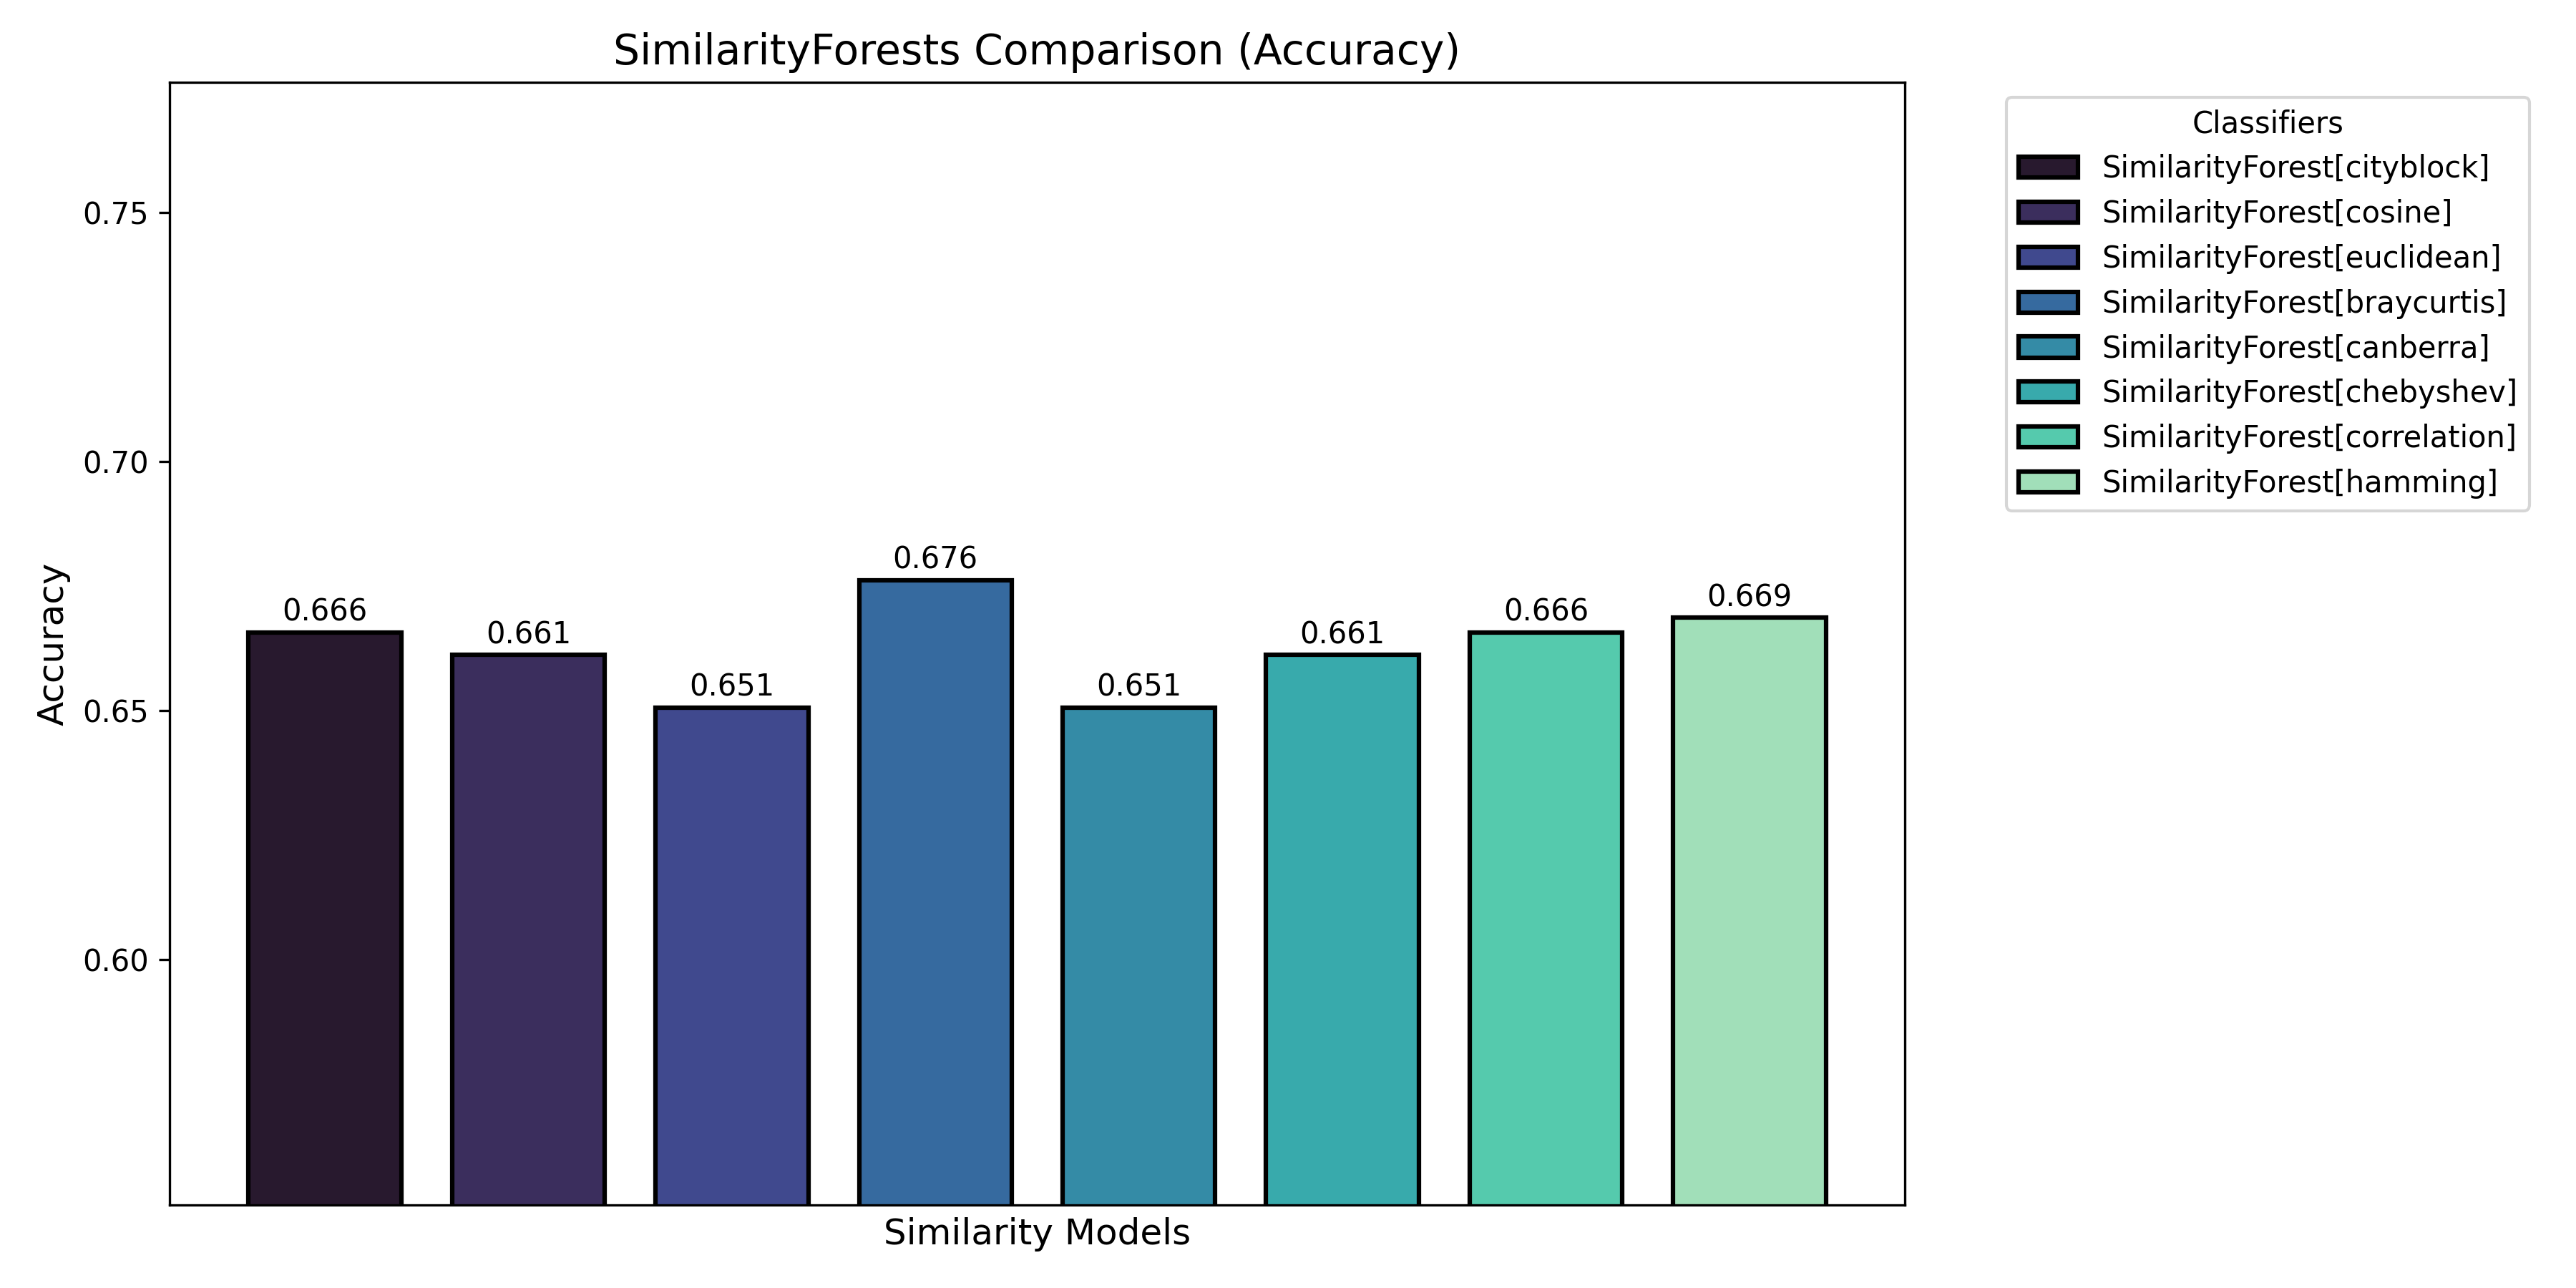 SimilarityForests Comparison (Accuracy)
Accuracy
0.75
0.70
0.65
0.60
0.666
0.661
0.651
0.676
0.651
0.661
0.666
0.669
Similarity Models
Classifiers
SimilarityForest[cityblock]
SimilarityForest[cosine]
SimilarityForest[euclidean]
SimilarityForest[braycurtis]
SimilarityForest[canberra]
SimilarityForest[chebyshev]
SimilarityForest[correlation]
SimilarityForest[hamming]